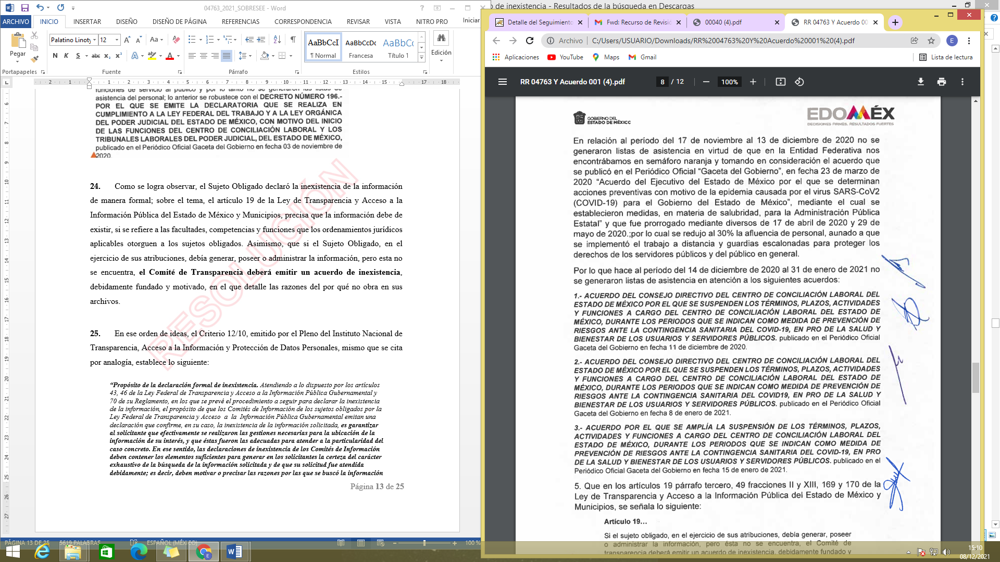 04763_2021_SOBRESEE - Word
ARCHIVO INICIO INSERTAR DISEÑO DISEÑO DE PÁGINA REFERENCIAS CORRESPONDENCIA REVISAR VISTA NITRO PRO Iniciar
Palatino Linoty 12
Pegar
N K S abc x₂ x²
AaBbCcI AaBbCcDc AaBbCc
¶ Normal Francesa Título 1
Edición
Portapapeles Fuente Párrafo Estilos
funciones de servicio al público y por lo tanto no se generaron las listas de
asistencia del personal; lo anterior se robustece con el DECRETO NÚMERO 196.-
POR EL QUE SE EMITE LA DECLARATORIA QUE SE REALIZA EN
CUMPLIMIENTO A LA LEY FEDERAL DEL TRABAJO Y A LA LEY ORGÁNICA
DEL PODER JUDICIAL DEL ESTADO DE MÉXICO, CON MOTIVO DEL INICIO
DE LAS FUNCIONES DEL CENTRO DE CONCILIACIÓN LABORAL Y LOS
TRIBUNALES LABORALES DEL PODER JUDICIAL, DEL ESTADO DE MÉXICO,
publicado en el Periódico Oficial Gaceta del Gobierno en fecha 03 de noviembre de
2020.
RESOLUCIÓN
24. Como se logra observar, el Sujeto Obligado declaró la inexistencia de la información
de manera formal; sobre el tema, el artículo 19 de la Ley de Transparencia y Acceso a la
Información Pública del Estado de México y Municipios, precisa que la información debe de
existir, si se refiere a las facultades, competencias y funciones que los ordenamientos jurídicos
aplicables otorguen a los sujetos obligados. Asimismo, que si el Sujeto Obligado, en el
ejercicio de sus atribuciones, debía generar, poseer o administrar la información, pero esta no
se encuentra, el Comité de Transparencia deberá emitir un acuerdo de inexistencia,
debidamente fundado y motivado, en el que detalle las razones del por qué no obra en sus
archivos.
25. En ese orden de ideas, el Criterio 12/10, emitido por el Pleno del Instituto Nacional de
Transparencia, Acceso a la Información y Protección de Datos Personales, mismo que se cita
por analogía, establece lo siguiente:
“Propósito de la declaración formal de inexistencia. Atendiendo a lo dispuesto por los artículos
43, 46 de la Ley Federal de Transparencia y Acceso a la Información Pública Gubernamental y
70 de su Reglamento, en los que se prevé el procedimiento a seguir para declarar la inexistencia
de la información, el propósito de que los Comités de Información de los sujetos obligados por la
Ley Federal de Transparencia y Acceso a la Información Pública Gubernamental emitan una
declaración que confirme, en su caso, la inexistencia de la información solicitada, es garantizar
al solicitante que efectivamente se realizaron las gestiones necesarias para la ubicación de la
información de su interés, y que éstas fueron las adecuadas para atender a la particularidad del
caso concreto. En ese sentido, las declaraciones de inexistencia de los Comités de Información
deben contener los elementos suficientes para generar en los solicitantes la certeza del carácter
exhaustivo de la búsqueda de la información solicitada y de que su solicitud fue atendida
debidamente; es decir, deben motivar o precisar las razones por las que se buscó la información
Página 13 de 25
PÁGINA 13 DE 25 5619 PALABRAS ESPAÑOL (MÉXICO) 100 %
o de inexistencia - Resultados de la búsqueda en Descargas
Detalle del Seguimiento Fwd: Recurso de Revisió 00040 (4).pdf RR 04763 Y Acuerdo 00
Archivo C:/Users/USUARIO/Downloads/RR%2004763%20Y%20Acuerdo%20001%20(4).pdf
Aplicaciones YouTube Maps Gmail Lista de lectura
RR 04763 Y Acuerdo 001 (4).pdf 8 / 12 100%
GOBIERNO DEL
ESTADO DE MÉXICO
EDOMÉX
DECISIONES FIRMES, RESULTADOS FUERTES
En relación al período del 17 de noviembre al 13 de diciembre de 2020 no se
generaron listas de asistencia en virtud de que en la Entidad Federativa nos
encontrábamos en semáforo naranja y tomando en consideración el acuerdo que
se publicó en el Periódico Oficial “Gaceta del Gobierno”, en fecha 23 de marzo de
2020 “Acuerdo del Ejecutivo del Estado de México por el que se determinan
acciones preventivas con motivo de la epidemia causada por el virus SARS-CoV2
(COVID-19) para el Gobierno del Estado de México”, mediante el cual se
establecieron medidas, en materia de salubridad, para la Administración Pública
Estatal” y que fue prorrogado mediante diversos de 17 de abril de 2020 y 29 de
mayo de 2020.;por lo cual se redujo al 30% la afluencia de personal, aunado a que
se implementó el trabajo a distancia y guardias escalonadas para proteger los
derechos de los servidores públicos y del público en general.
Por lo que hace al período del 14 de diciembre de 2020 al 31 de enero de 2021 no
se generaron listas de asistencia en atención a los siguientes acuerdos:
1.- ACUERDO DEL CONSEJO DIRECTIVO DEL CENTRO DE CONCILIACIÓN LABORAL DEL
ESTADO DE MÉXICO POR EL QUE SE SUSPENDEN LOS TÉRMINOS, PLAZOS, ACTIVIDADES
Y FUNCIONES A CARGO DEL CENTRO DE CONCILIACIÓN LABORAL DEL ESTADO DE
MÉXICO, DURANTE LOS PERIODOS QUE SE INDICAN COMO MEDIDA DE PREVENCIÓN DE
RIESGOS ANTE LA CONTINGENCIA SANITARIA DEL COVID-19, EN PRO DE LA SALUD Y
BIENESTAR DE LOS USUARIOS Y SERVIDORES PÚBLICOS. publicado en el Periódico Oficial
Gaceta del Gobierno en fecha 11 de diciembre de 2020.
2.- ACUERDO DEL CONSEJO DIRECTIVO DEL CENTRO DE CONCILIACIÓN LABORAL DEL
ESTADO DE MÉXICO POR EL QUE SE SUSPENDEN LOS TÉRMINOS, PLAZOS, ACTIVIDADES
Y FUNCIONES A CARGO DEL CENTRO DE CONCILIACIÓN LABORAL DEL ESTADO DE
MÉXICO, DURANTE LOS PERIODOS QUE SE INDICAN COMO MEDIDA DE PREVENCIÓN DE
RIESGOS ANTE LA CONTINGENCIA SANITARIA DEL COVID19, EN PRO DE LA SALUD Y
BIENESTAR DE LOS USUARIOS Y SERVIDORES PÚBLICOS. publicado en el Periódico Oficial
Gaceta del Gobierno en fecha 8 de enero de 2021.
3.- ACUERDO POR EL QUE SE AMPLÍA LA SUSPENSIÓN DE LOS TÉRMINOS, PLAZOS,
ACTIVIDADES Y FUNCIONES A CARGO DEL CENTRO DE CONCILIACIÓN LABORAL DEL
ESTADO DE MÉXICO, DURANTE LOS PERIODOS QUE SE INDICAN COMO MEDIDA DE
PREVENCIÓN DE RIESGOS ANTE LA CONTINGENCIA SANITARIA DEL COVID-19, EN PRO
DE LA SALUD Y BIENESTAR DE LOS USUARIOS Y SERVIDORES PÚBLICOS. publicado en el
Periódico Oficial Gaceta del Gobierno en fecha 15 de enero de 2021.
5. Que en los artículos 19 párrafo tercero, 49 fracciones II y XIII, 169 y 170 de la
Ley de Transparencia y Acceso a la Información Pública del Estado de México y
Municipios, se señala lo siguiente:
Artículo 19...
Si el sujeto obligado, en el ejercicio de sus atribuciones, debía generar, poseer
o administrar la información, pero ésta no se encuentra, el Comité de
transparencia deberá emitir un acuerdo de inexistencia, debidamente fundado y
15:10
08/12/2021